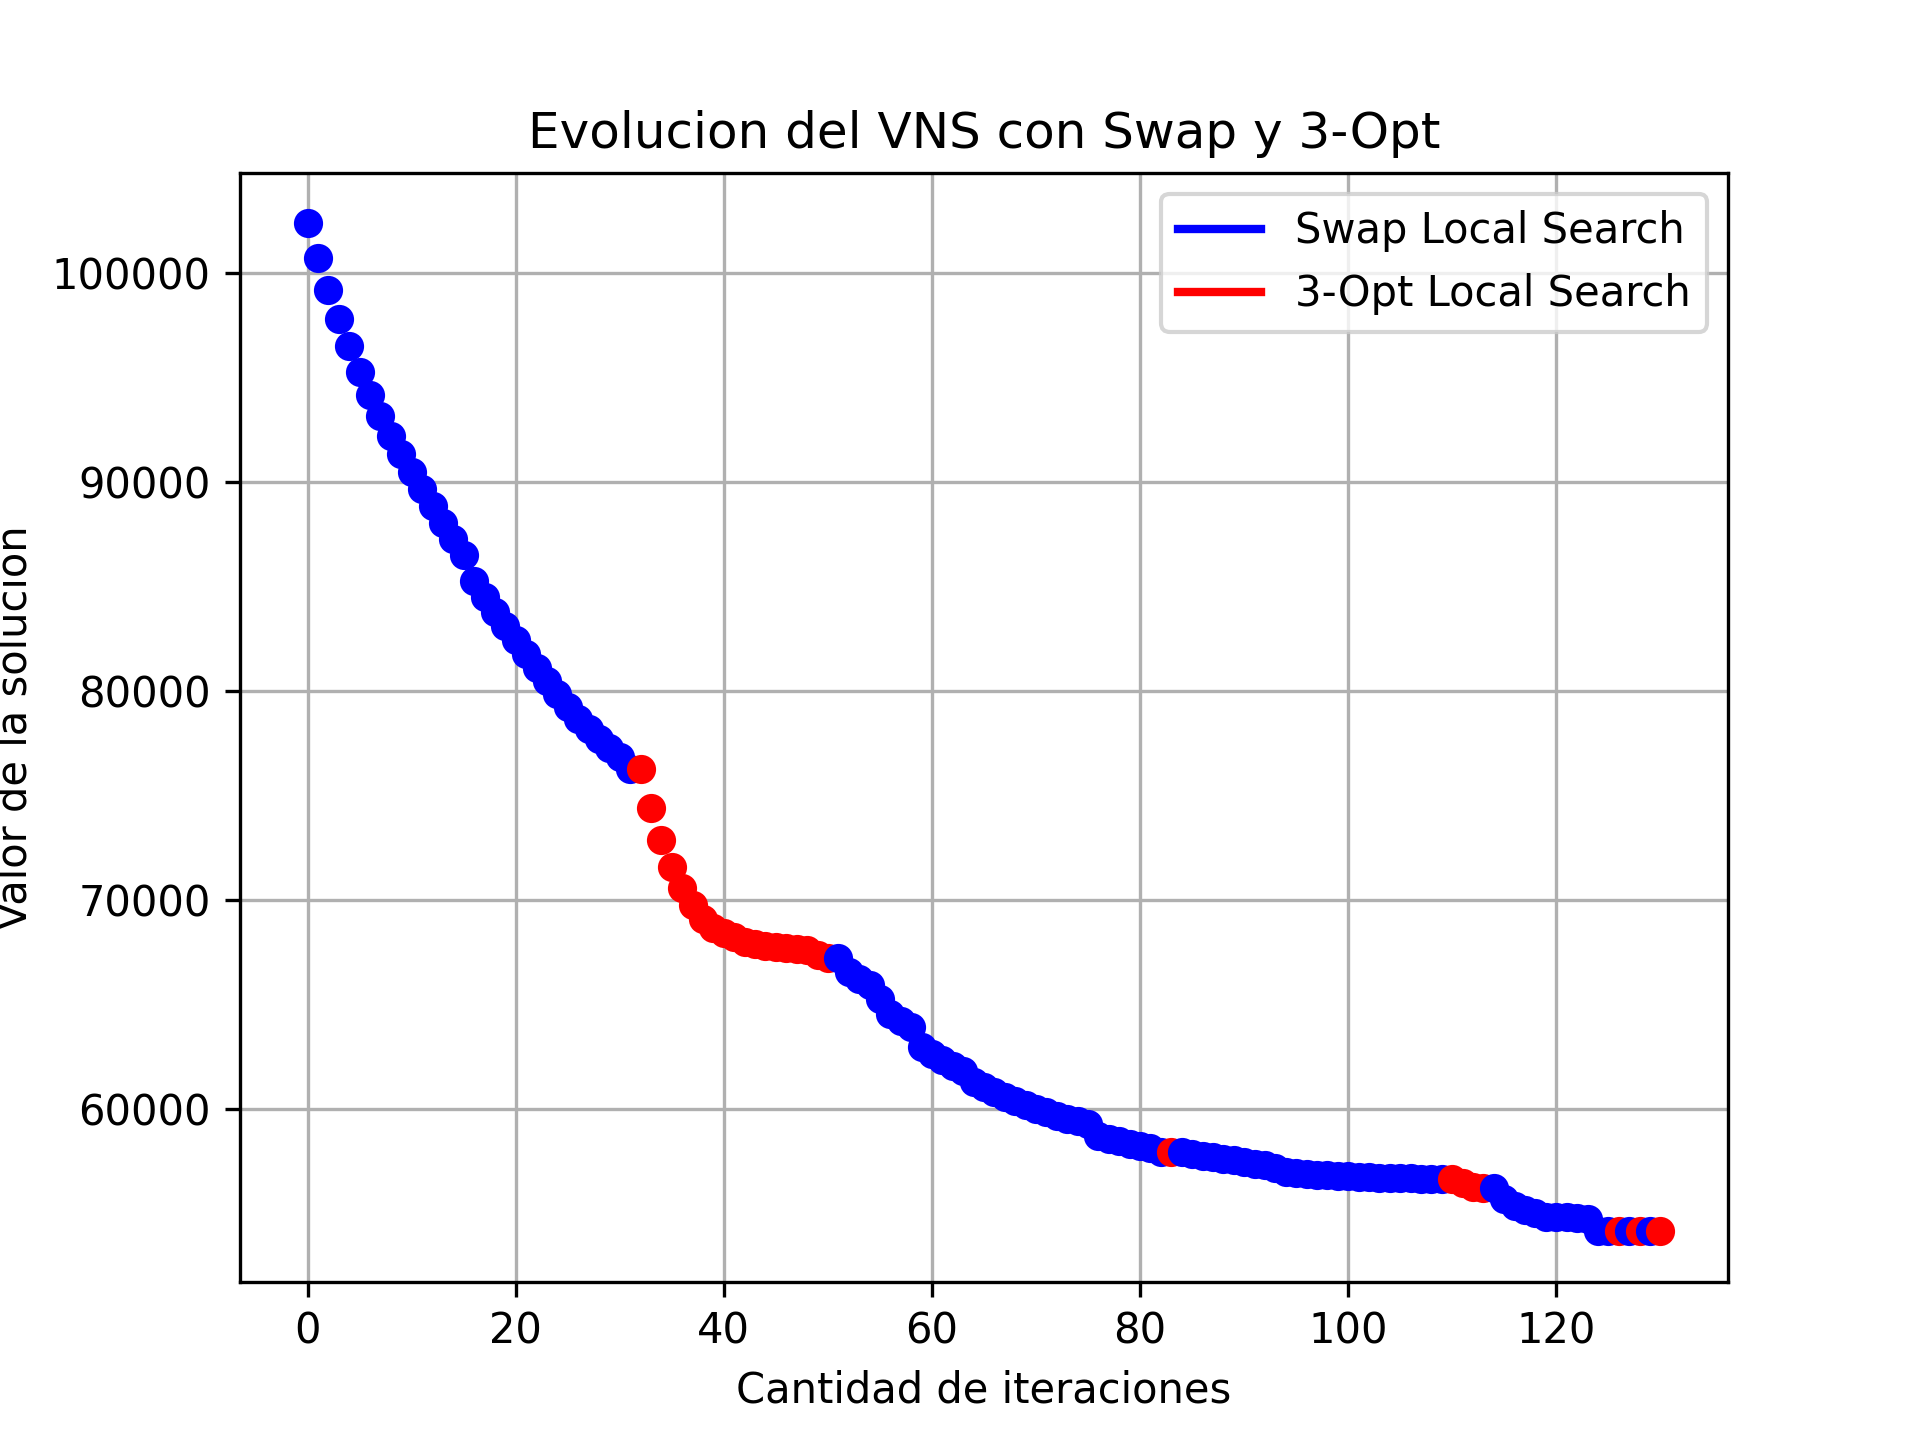 Evolucion del VNS con Swap y 3-Opt
Swap Local Search
3-Opt Local Search
100000
90000
80000
70000
60000
Valor de la solucion
0 20 40 60 80 100 120
Cantidad de iteraciones